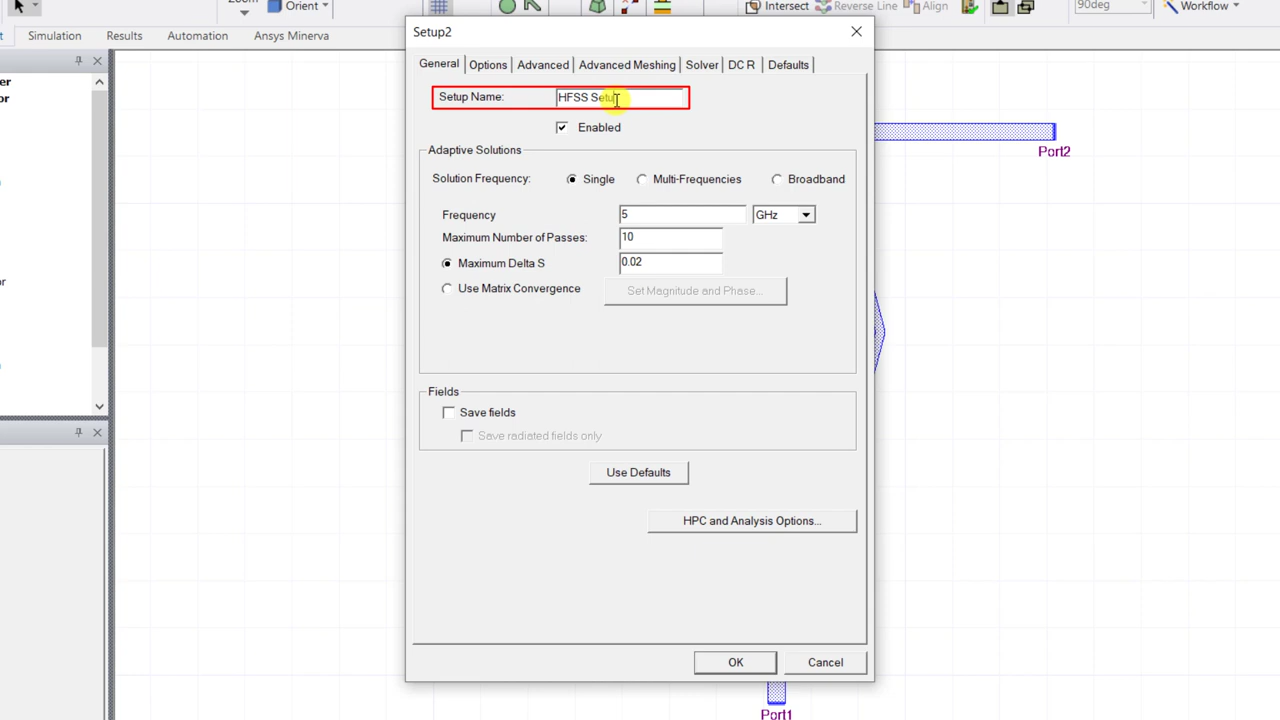 Zoom
Orient
Intersect
Reverse Line
Align
90deg
Workflow
Simulation
Results
Automation
Ansys Minerva
Setup2
General
Options
Advanced
Advanced Meshing
Solver
DC R
Defaults
Setup Name:
HFSS Setu
Enabled
Adaptive Solutions
Solution Frequency:
Single
Multi-Frequencies
Broadband
Frequency
5
GHz
Maximum Number of Passes:
10
Maximum Delta S
0.02
Use Matrix Convergence
Set Magnitude and Phase...
Fields
Save fields
Save radiated fields only
Use Defaults
HPC and Analysis Options...
OK
Cancel
Port2
Port1